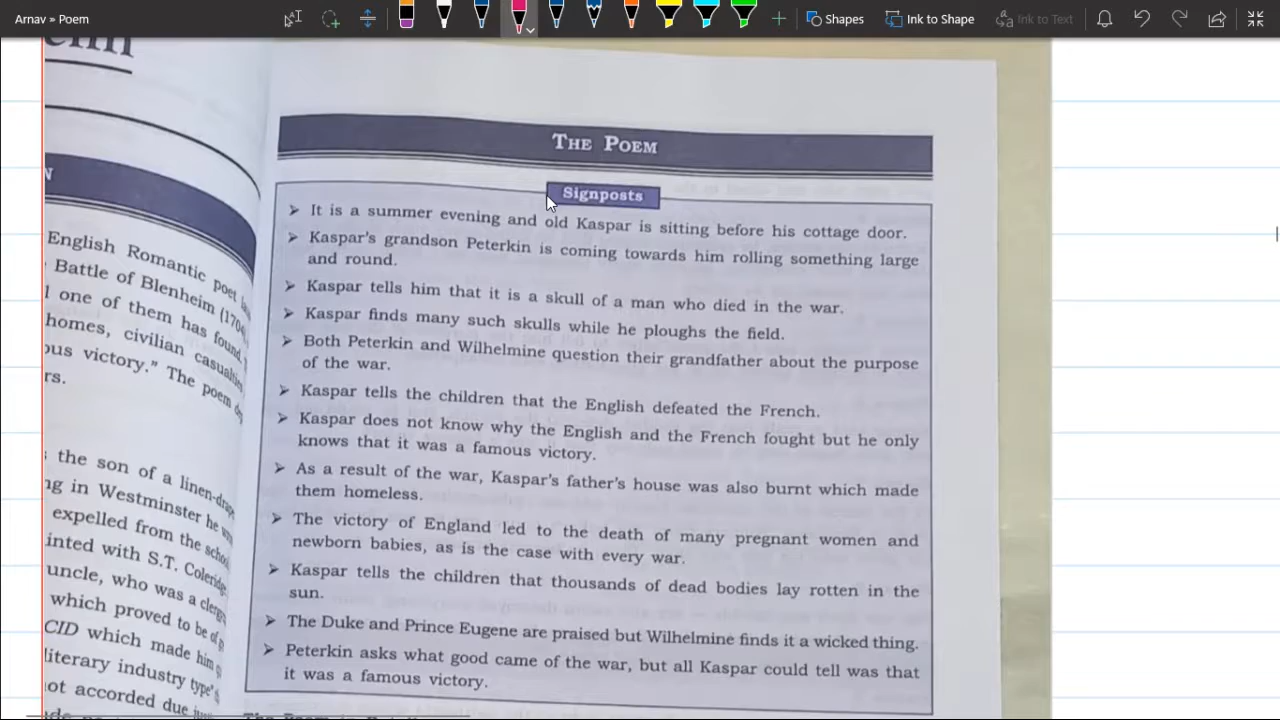 Arnav » Poem
Shapes
Ink to Shape
Ink to Text
THE POEM
Signposts
➢ It is a summer evening and old Kaspar is sitting before his cottage door.
➢ Kaspar's grandson Peterkin is coming towards him rolling something large
and round.
➢ Kaspar tells him that it is a skull of a man who died in the war.
➢ Kaspar finds many such skulls while he ploughs the field.
➢ Both Peterkin and Wilhelmine question their grandfather about the purpose
of the war.
➢ Kaspar tells the children that the English defeated the French.
➢ Kaspar does not know why the English and the French fought but he only
knows that it was a famous victory.
➢ As a result of the war, Kaspar's father's house was also burnt which made
them homeless.
➢ The victory of England led to the death of many pregnant women and
newborn babies, as is the case with every war.
➢ Kaspar tells the children that thousands of dead bodies lay rotten in the
sun.
➢ The Duke and Prince Eugene are praised but Wilhelmine finds it a wicked thing.
➢ Peterkin asks what good came of the war, but all Kaspar could tell was that
it was a famous victory.
English Romantic poet
Battle of Blenheim (1704
one of them has found,
homes, civilian casualties
victory." The poem
the son of a linen-drape
in Westminster he
expelled from the schoo
with S.T. Coleridge
uncle, who was a clerg
which proved to be of
CID which made him
literary industry type's
not accorded due